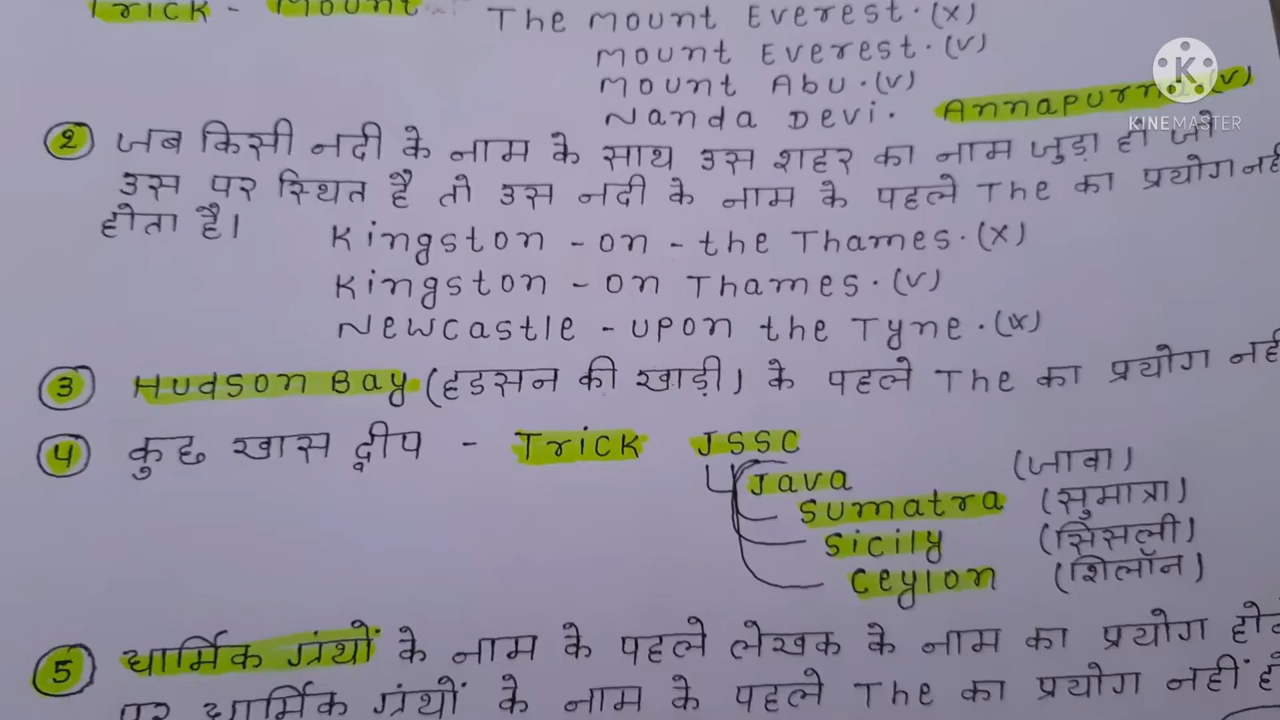 Trick - Mount The Mount Everest. (x)
Mount Everest. (v)
Mount Abu. (v)
Nanda Devi. Annapurna (v)
KINEMASTER
② जब किसी नदी के नाम के साथ उस शहर का नाम जुड़ा हो जो
उस पर स्थित है तो उस नदी के नाम के पहले The का प्रयोग नहीं
होता है।
Kingston - on - the Thames. (x)
Kingston - on Thames. (v)
Newcastle - upon the Tyne. (x)
③ Hudson Bay (हडसन की खाड़ी) के पहले The का प्रयोग नहीं
④ कुछ खास द्वीप - Trick JSSC
Java (जावा)
Sumatra (सुमात्रा)
Sicily (सिसली)
Ceylon (शिलॉन)
⑤ धार्मिक ग्रंथों के नाम के पहले लेखक के नाम का प्रयोग
पर धार्मिक ग्रंथों के नाम के पहले The का प्रयोग नहीं